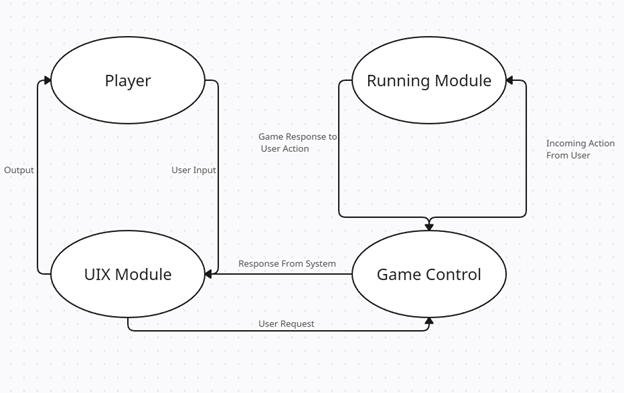 Player
Running Module
Game Response to
User Action
Incoming Action
From User
Output
User Input
UIX Module
Response From System
Game Control
User Request